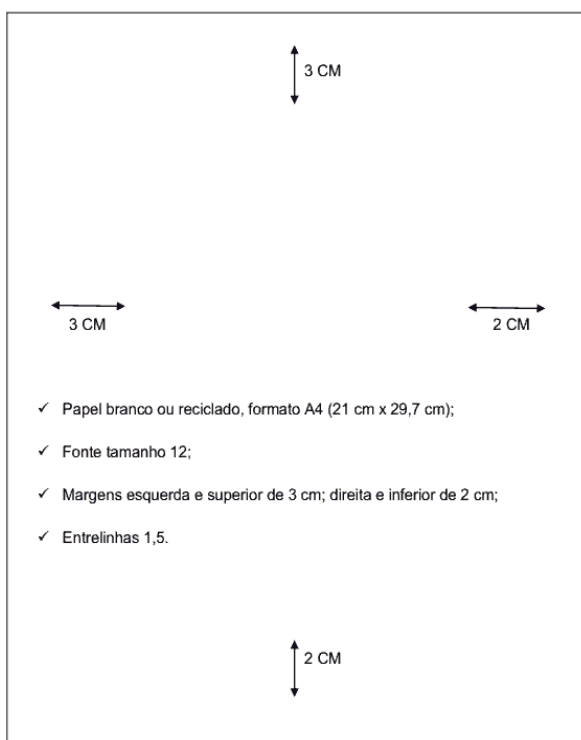 3 CM
3 CM
2 CM
✓ Papel branco ou reciclado, formato A4 (21 cm x 29,7 cm);
✓ Fonte tamanho 12;
✓ Margens esquerda e superior de 3 cm; direita e inferior de 2 cm;
✓ Entrelinhas 1,5.
2 CM